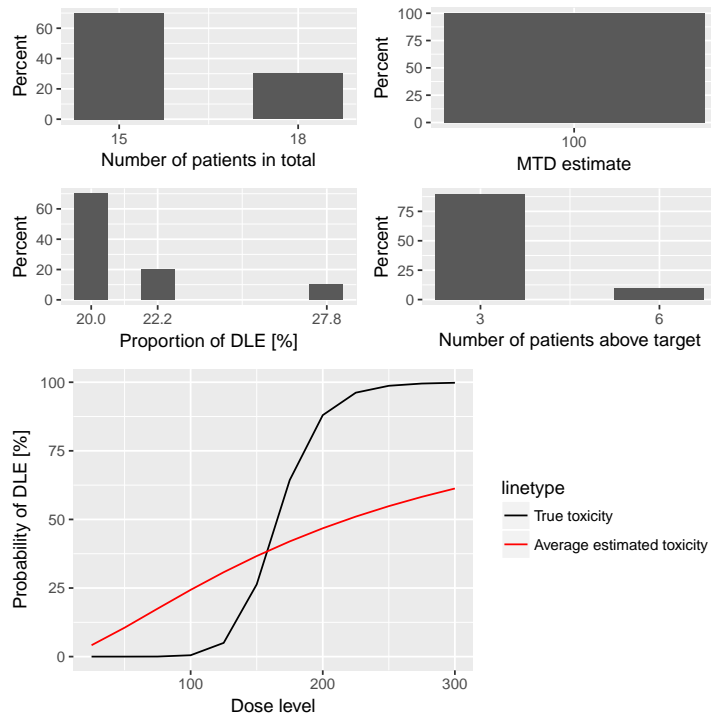 60
40
20
0
Percent
15
18
Number of patients in total
100
75
50
25
0
Percent
100
MTD estimate
60
40
20
0
Percent
20.0
22.2
27.8
Proportion of DLE [%]
75
50
25
0
Percent
3
6
Number of patients above target
100
75
50
25
0
Probability of DLE [%]
100
200
300
Dose level
linetype
True toxicity
Average estimated toxicity